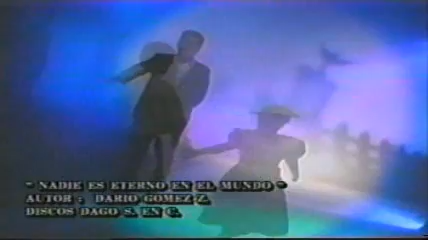 " NADIE ES ETERNO EN EL MUNDO "
AUTOR : DARIO GOMEZ Z.
DISCOS DAGO S. EN C.